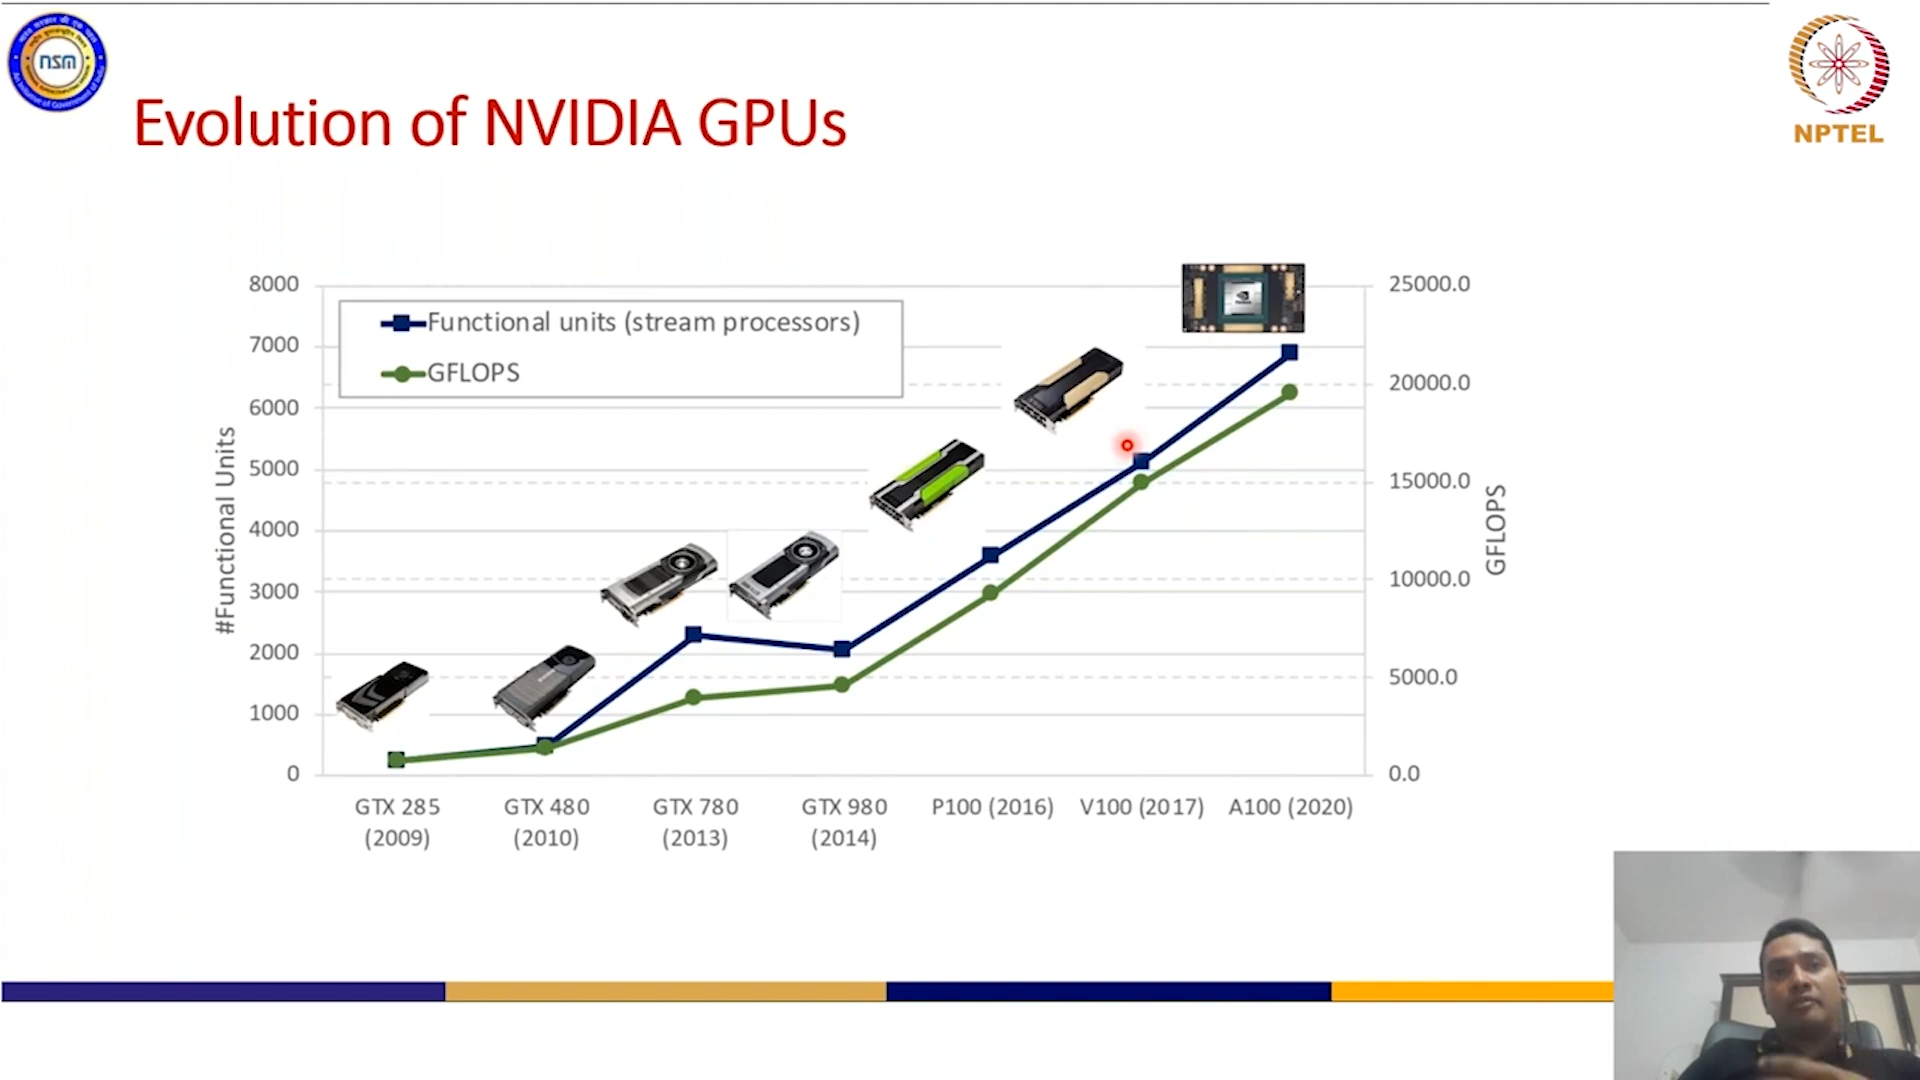 nsm
Evolution of NVIDIA GPUs
NPTEL
8000
7000
6000
5000
4000
3000
2000
1000
0
#Functional Units
Functional units (stream processors)
GFLOPS
25000.0
20000.0
15000.0
10000.0
5000.0
0.0
GFLOPS
GTX 285
(2009)
GTX 480
(2010)
GTX 780
(2013)
GTX 980
(2014)
P100 (2016)
V100 (2017)
A100 (2020)